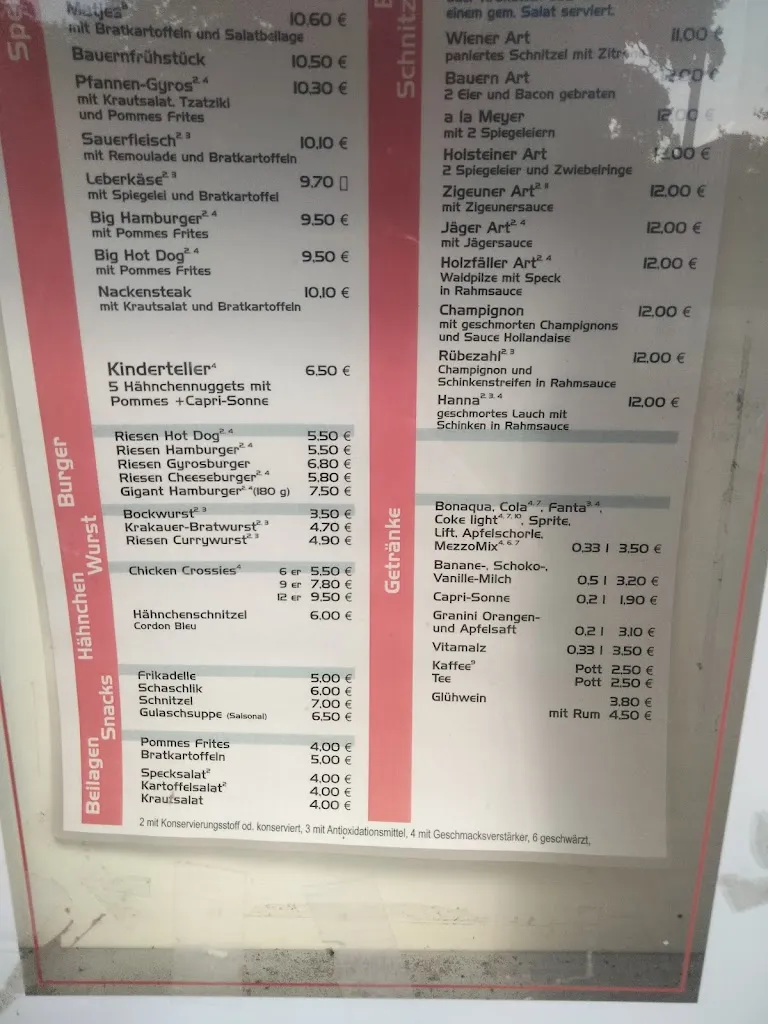 Spe
Matjes³
mit Bratkartoffeln und Salatbeilage 10,60 €
Bauernfrühstück 10,50 €
Pfannen-Gyros² ⁴ 10,30 €
mit Krautsalat, Tzatziki
und Pommes Frites
Sauerfleisch² ³ 10,10 €
mit Remoulade und Bratkartoffeln
Leberkäse² ³ 9,70 ▯
mit Spiegelei und Bratkartoffel
Big Hamburger² ⁴ 9,50 €
mit Pommes Frites
Big Hot Dog² ⁴ 9,50 €
mit Pommes Frites
Nackensteak 10,10 €
mit Krautsalat und Bratkartoffeln
Kinderteller⁴ 6,50 €
5 Hähnchennuggets mit
Pommes +Capri-Sonne
Burger
Riesen Hot Dog² ⁴ 5,50 €
Riesen Hamburger² ⁴ 5,50 €
Riesen Gyrosburger 6,80 €
Riesen Cheeseburger² ⁴ 5,80 €
Gigant Hamburger² ⁴(180 g) 7,50 €
Wurst
Bockwurst² ³ 3,50 €
Krakauer-Bratwurst² ³ 4,70 €
Riesen Currywurst² ³ 4,90 €
Hähnchen
Chicken Crossies⁴ 6 er 5,50 €
9 er 7,80 €
12 er 9,50 €
Hähnchenschnitzel 6,00 €
Cordon Bleu
Snacks
Frikadelle 5,00 €
Schaschlik 6,00 €
Schnitzel 7,00 €
Gulaschsuppe (Saisonal) 6,50 €
Beilagen
Pommes Frites 4,00 €
Bratkartoffeln 5,00 €
Specksalat² 4,00 €
Kartoffelsalat² 4,00 €
Krautsalat 4,00 €
Schnitz
einem gem. Salat serviert.
Wiener Art 11,00 €
paniertes Schnitzel mit
Bauern Art
2 Eier und Bacon gebraten
a la Meyer 12,00 €
mit 2 Spiegeleiern
Holsteiner Art
2 Spiegeleier und Zwiebelringe
Zigeuner Art² ³ 12,00 €
mit Zigeunersauce
Jäger Art² ⁴ 12,00 €
mit Jägersauce
Holzfäller Art² ⁴ 12,00 €
Waldpilze mit Speck
in Rahmsauce
Champignon 12,00 €
mit geschmorten Champignons
und Sauce Hollandaise
Rübezahl² ³ 12,00 €
Champignon und
Schinkenstreifen in Rahmsauce
Hanna² ³ ⁴ 12,00 €
geschmortes Lauch mit
Schinken in Rahmsauce
Getränke
Bonaqua, Cola⁴ ⁷, Fanta³ ⁴,
Coke light⁴ ⁷ ¹⁰, Sprite,
Lift, Apfelschorle,
MezzoMix⁴ ⁶ ⁷ 0,33 l 3,50 €
Banane-, Schoko-,
Vanille-Milch 0,5 l 3,20 €
Capri-Sonne 0,2 l 1,90 €
Granini Orangen-
und Apfelsaft 0,2 l 3,10 €
Vitamalz 0,33 l 3,50 €
Kaffee⁹ Pott 2,50 €
Tee Pott 2,50 €
Glühwein 3,80 €
mit Rum 4,50 €
2 mit Konservierungsstoff od. konserviert, 3 mit Antioxidationsmittel, 4 mit Geschmacksverstärker, 6 geschwärzt,